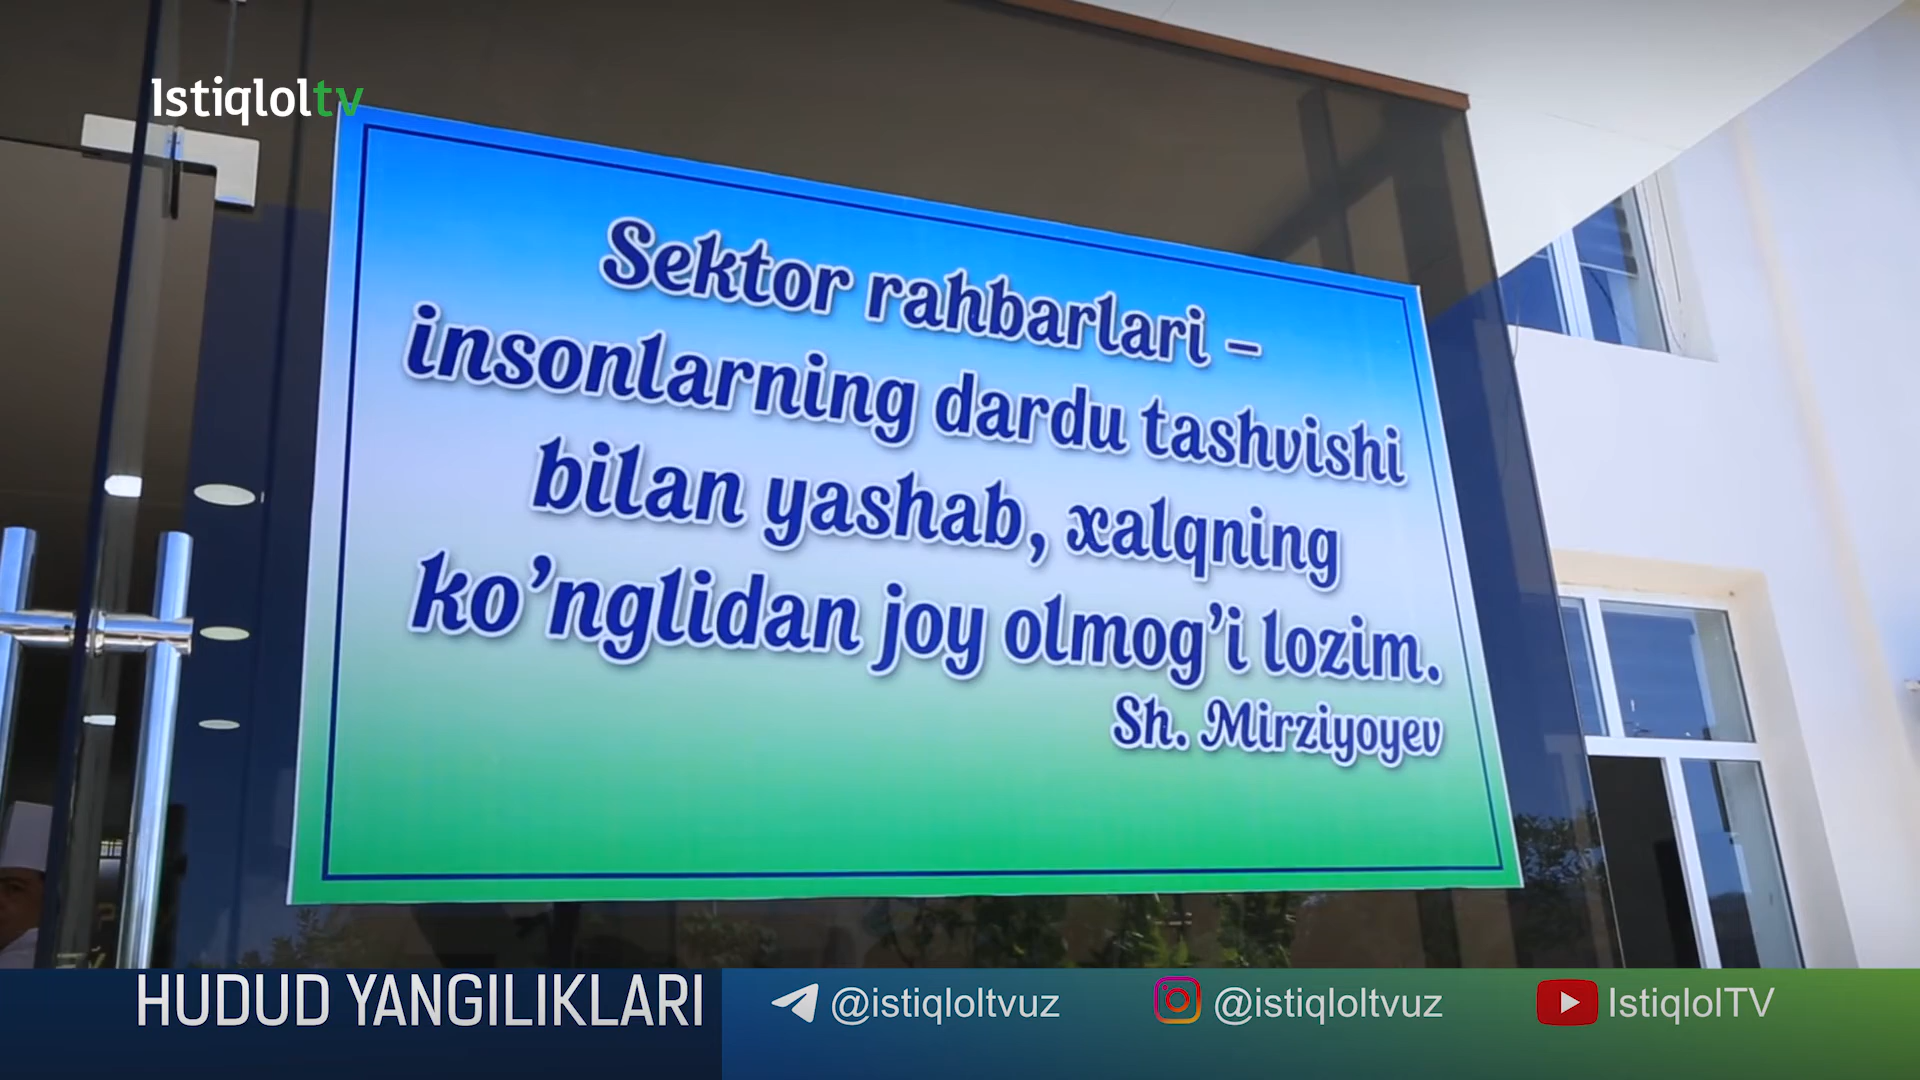 Istiqloltv
Sektor rahbarlari –
insonlarning dardu tashvishi
bilan yashab, xalqning
ko’nglidan joy olmog’i lozim.
Sh. Mirziyoyev
HUDUD YANGILIKLARI
@istiqloltvuz
@istiqloltvuz
IstiqlolTV